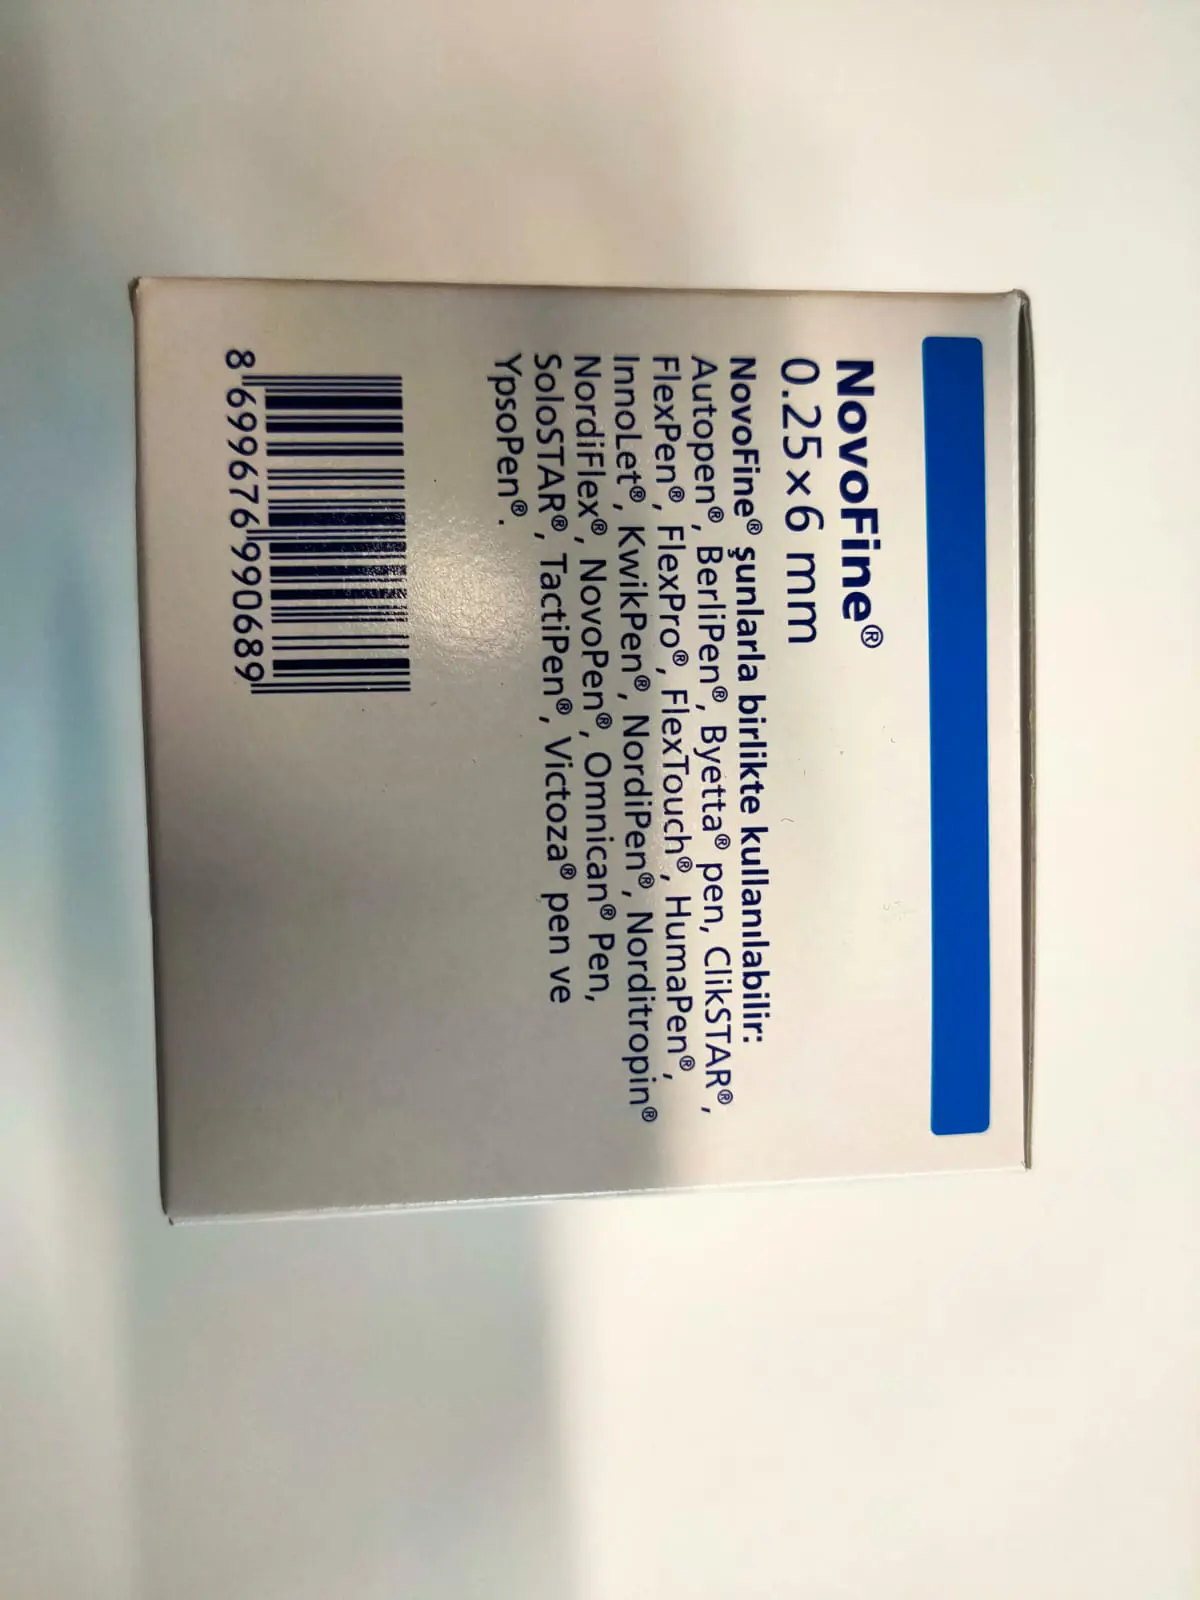 NovoFine®
0.25×6 mm
NovoFine® şunlarla birlikte kullanılabilir:
Autopen®, BerliPen®, Byetta® pen, ClikSTAR®,
FlexPen®, FlexPro®, FlexTouch®, HumaPen®,
InnoLet®, KwikPen®, NordiPen®, Norditropin®
NordiFlex®, NovoPen®, Omnican® Pen,
SoloSTAR®, TactiPen®, Victoza® pen ve
YpsoPen®.
8 699676 990689